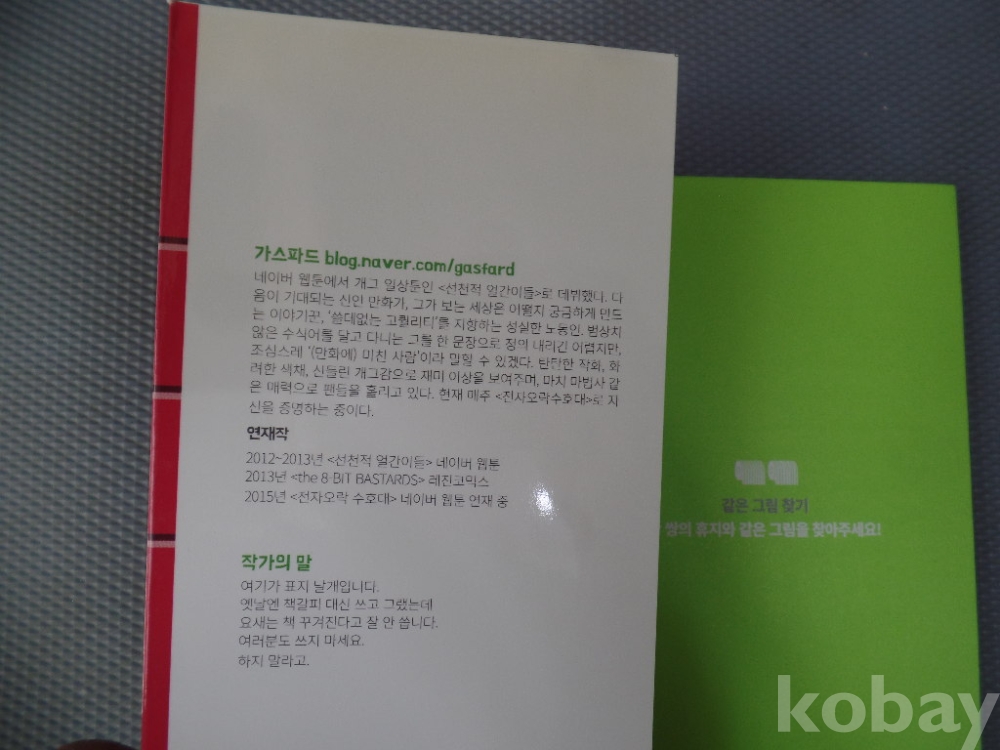 가스파드 blog.naver.com/gasfard
네이버 웹툰에서 개그 일상툰인 <선천적 얼간이들>로 데뷔했다. 다
음이 기대되는 신인 만화가, 그가 보는 세상은 어떨지 궁금하게 만드
는 이야기꾼, ‘쓸데없는 고퀄리티’를 지향하는 성실한 노동인. 범상치
않은 수식어를 달고 다니는 그를 한 문장으로 정의 내리긴 어렵지만,
조심스레 ‘(만화에) 미친 사람’이라 말할 수 있겠다. 탄탄한 작화, 화
려한 색채, 신들린 개그감으로 재미 이상을 보여주며, 마치 마법사 같
은 매력으로 팬들을 홀리고 있다. 현재 매주 <전자오락수호대>로 자
신을 증명하는 중이다.
연재작
2012~2013년 <선천적 얼간이들> 네이버 웹툰
2013년 <the 8-BIT BASTARDS> 레진코믹스
2015년 <전자오락 수호대> 네이버 웹툰 연재 중
작가의 말
여기가 표지 날개입니다.
옛날엔 책갈피 대신 쓰고 그랬는데
요새는 책 꾸겨진다고 잘 안 씁니다.
여러분도 쓰지 마세요.
하지 말라고.
같은 그림 찾기
쌍의 휴지와 같은 그림을 찾아주세요!
kobay